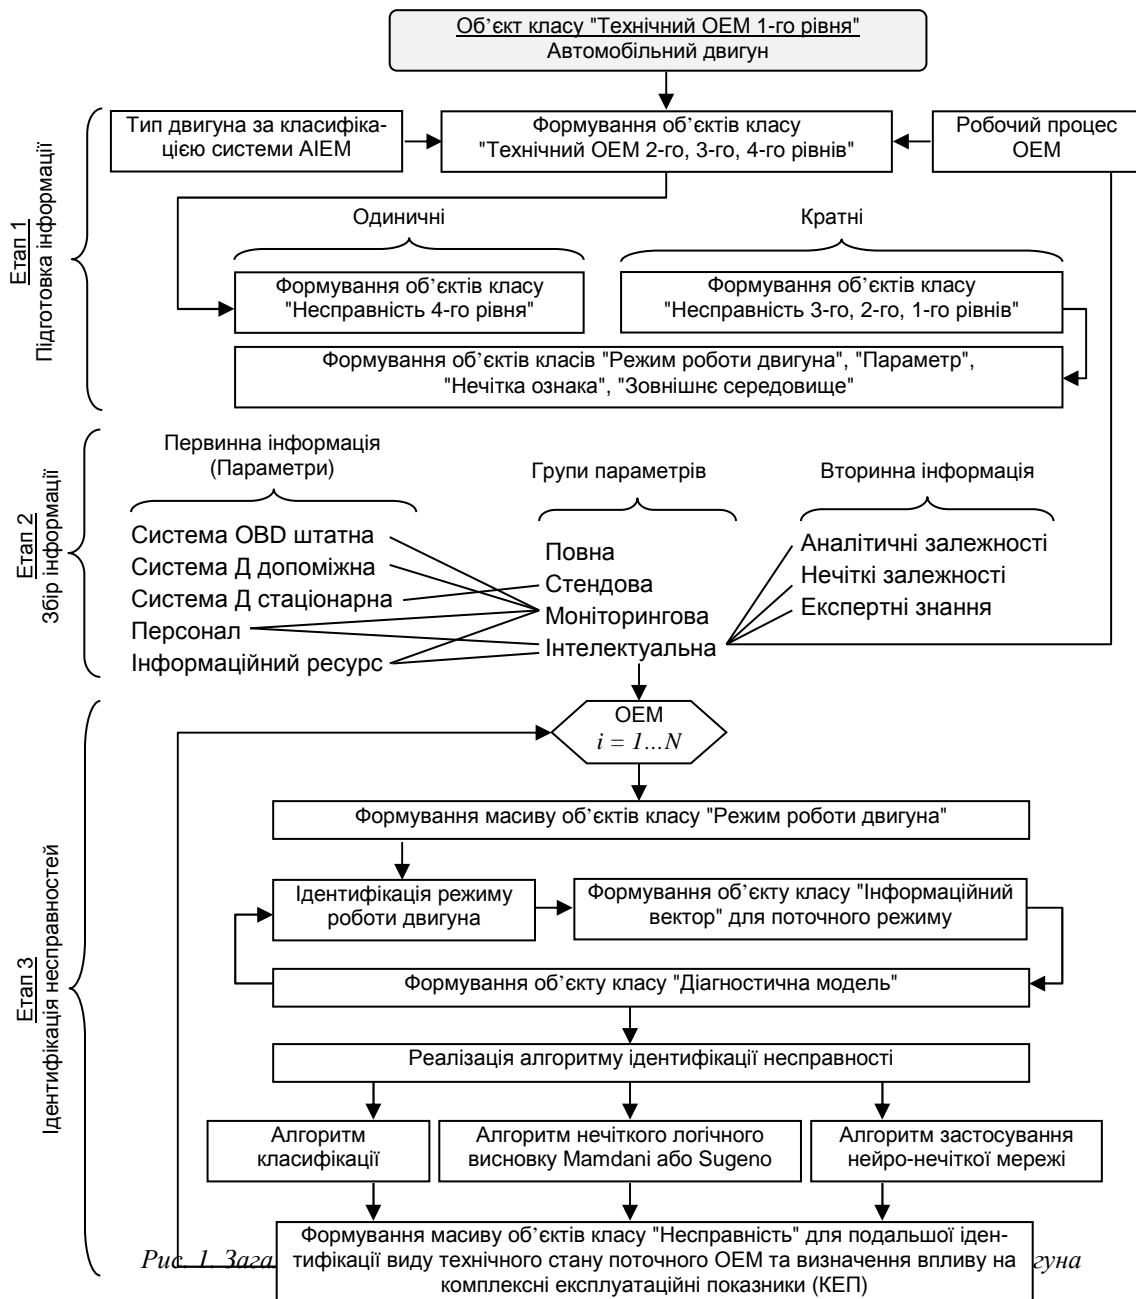 Об’єкт класу "Технічний ОЕМ 1-го рівня"
Автомобільний двигун
Тип двигуна за класифіка-
цією системи АІЕМ
Формування об’єктів класу
"Технічний ОЕМ 2-го, 3-го, 4-го рівнів"
Робочий процес
ОЕМ
Етап 1
Підготовка інформації
Одиничні
Кратні
Формування об’єктів класу
"Несправність 4-го рівня"
Формування об’єктів класу
"Несправність 3-го, 2-го, 1-го рівнів"
Формування об’єктів класів "Режим роботи двигуна", "Параметр",
"Нечітка ознака", "Зовнішнє середовище"
Етап 2
Збір інформації
Первинна інформація
(Параметри)
Групи параметрів
Вторинна інформація
Система OBD штатна
Система Д допоміжна
Система Д стаціонарна
Персонал
Інформаційний ресурс
Повна
Стендова
Моніторингова
Інтелектуальна
Аналітичні залежності
Нечіткі залежності
Експертні знання
Етап 3
Ідентифікація несправностей
ОЕМ
i = 1...N
Формування масиву об’єктів класу "Режим роботи двигуна"
Ідентифікація режиму
роботи двигуна
Формування об’єкту класу "Інформаційний
вектор" для поточного режиму
Формування об’єкту класу "Діагностична модель"
Реалізація алгоритму ідентифікації несправності
Алгоритм
класифікації
Алгоритм нечіткого логічного
висновку Mamdani або Sugeno
Алгоритм застосування
нейро-нечіткої мережі
Формування масиву об’єктів класу "Несправність" для подальшої іден-
тифікації виду технічного стану поточного ОЕМ та визначення впливу на
комплексні експлуатаційні показники (КЕП)
Рис. 1.